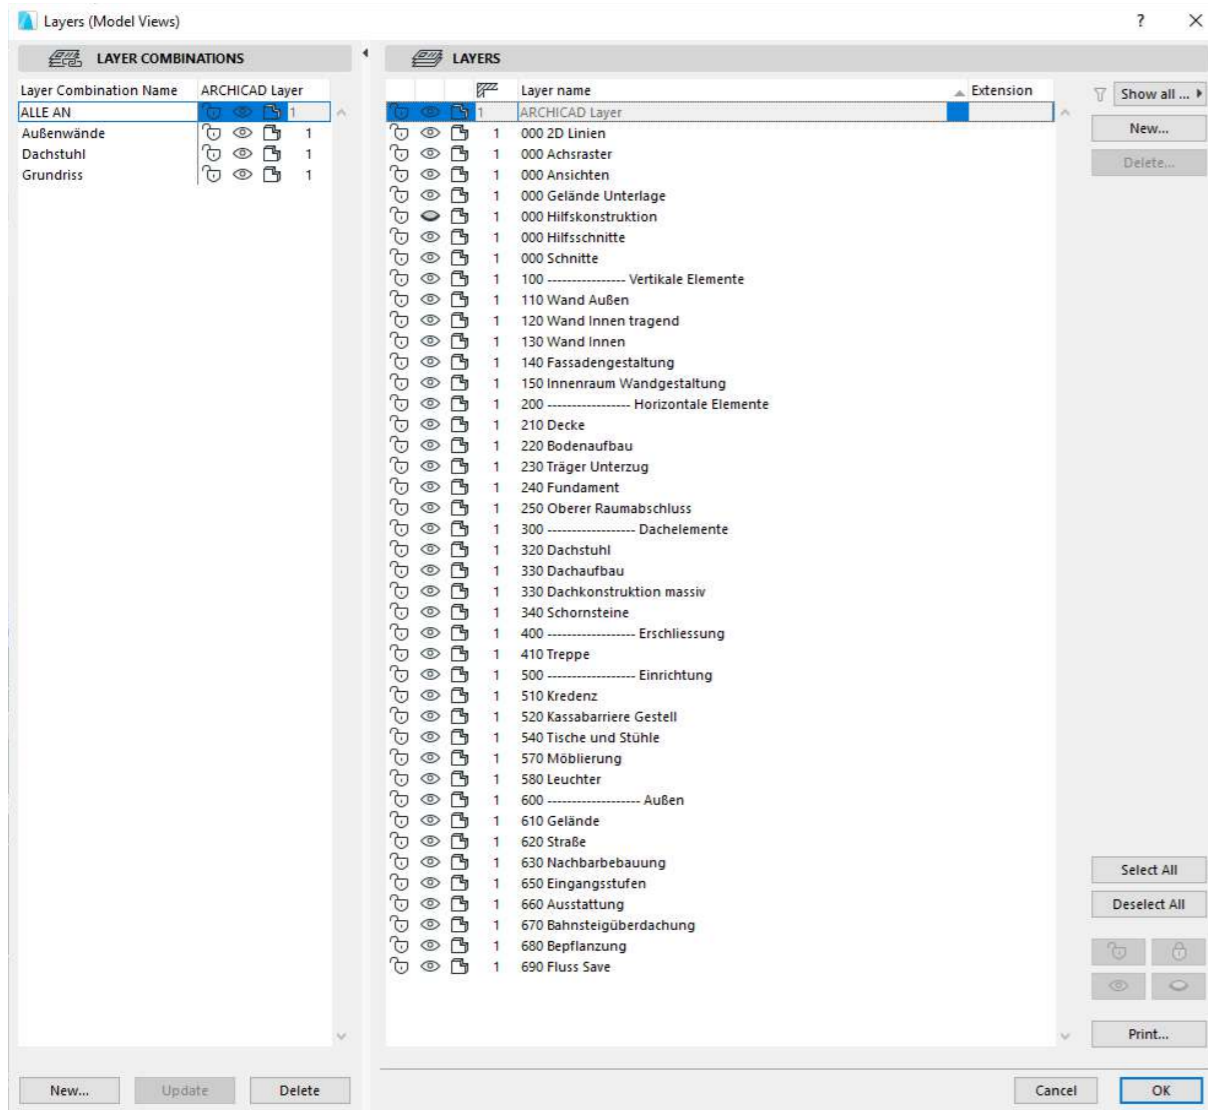 Layers (Model Views) ? ×
LAYER COMBINATIONS
Layer Combination Name ARCHICAD Layer
ALLE AN 1
Außenwände 1
Dachstuhl 1
Grundriss 1
New... Update Delete
LAYERS
Layer name Extension
1 ARCHICAD Layer
1 000 2D Linien
1 000 Achsraster
1 000 Ansichten
1 000 Gelände Unterlage
1 000 Hilfskonstruktion
1 000 Hilfsschnitte
1 000 Schnitte
1 100 ---------------- Vertikale Elemente
1 110 Wand Außen
1 120 Wand Innen tragend
1 130 Wand Innen
1 140 Fassadengestaltung
1 150 Innenraum Wandgestaltung
1 200 ----------------- Horizontale Elemente
1 210 Decke
1 220 Bodenaufbau
1 230 Träger Unterzug
1 240 Fundament
1 250 Oberer Raumabschluss
1 300 ------------------ Dachelemente
1 320 Dachstuhl
1 330 Dachaufbau
1 330 Dachkonstruktion massiv
1 340 Schornsteine
1 400 ------------------ Erschliessung
1 410 Treppe
1 500 ------------------ Einrichtung
1 510 Kredenz
1 520 Kassabarriere Gestell
1 540 Tische und Stühle
1 570 Möblierung
1 580 Leuchter
1 600 ------------------- Außen
1 610 Gelände
1 620 Straße
1 630 Nachbarbebauung
1 650 Eingangsstufen
1 660 Ausstattung
1 670 Bahnsteigüberdachung
1 680 Bepflanzung
1 690 Fluss Save
Show all ...
New...
Delete...
Select All
Deselect All
Print...
Cancel OK